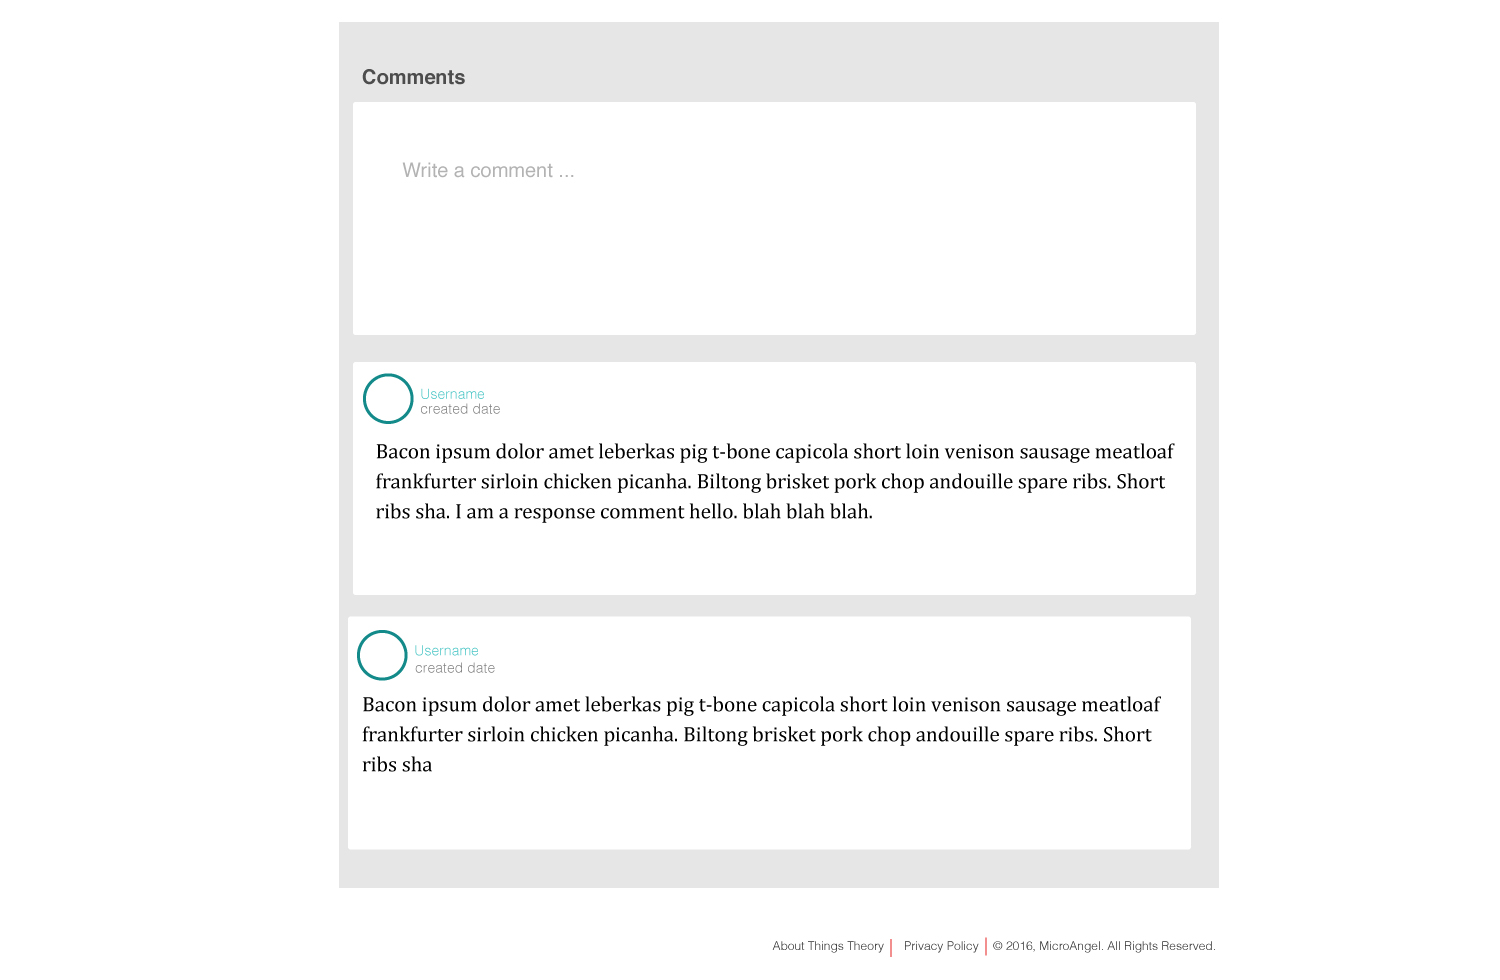 Comments
Write a comment ...
Username
created date
Bacon ipsum dolor amet leberkas pig t-bone capicola short loin venison sausage meatloaf
frankfurter sirloin chicken picanha. Biltong brisket pork chop andouille spare ribs. Short
ribs sha. I am a response comment hello. blah blah blah.
Username
created date
Bacon ipsum dolor amet leberkas pig t-bone capicola short loin venison sausage meatloaf
frankfurter sirloin chicken picanha. Biltong brisket pork chop andouille spare ribs. Short
ribs sha
About Things Theory | Privacy Policy | © 2016, MicroAngel. All Rights Reserved.